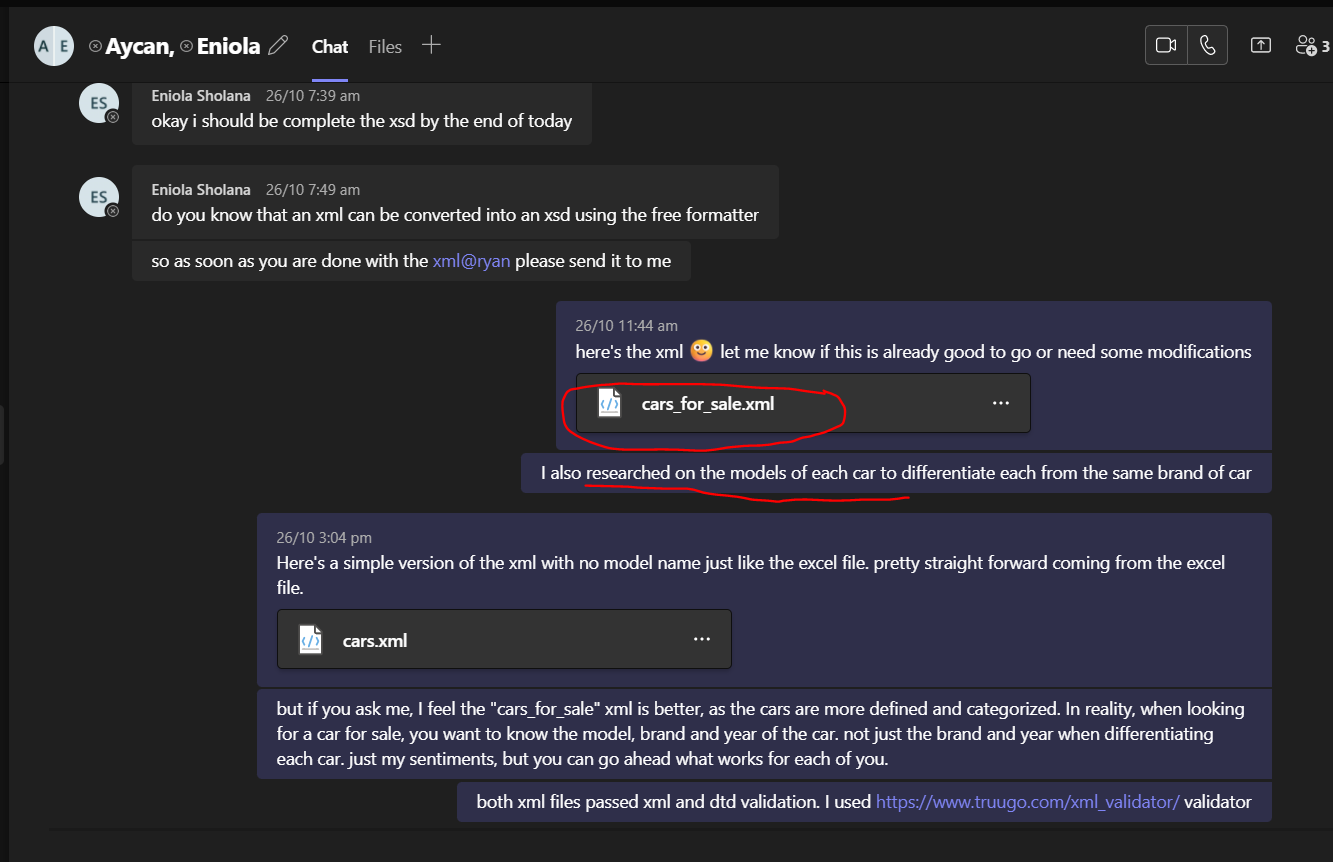 A E Aycan, Eniola Chat Files 3
ES
Eniola Sholana 26/10 7:39 am
okay i should be complete the xsd by the end of today
ES
Eniola Sholana 26/10 7:49 am
do you know that an xml can be converted into an xsd using the free formatter
so as soon as you are done with the xml@ryan please send it to me
26/10 11:44 am
here's the xml 🙂 let me know if this is already good to go or need some modifications
cars_for_sale.xml ...
I also researched on the models of each car to differentiate each from the same brand of car
26/10 3:04 pm
Here's a simple version of the xml with no model name just like the excel file. pretty straight forward coming from the excel
file.
cars.xml ...
but if you ask me, I feel the "cars_for_sale" xml is better, as the cars are more defined and categorized. In reality, when looking
for a car for sale, you want to know the model, brand and year of the car. not just the brand and year when differentiating
each car. just my sentiments, but you can go ahead what works for each of you.
both xml files passed xml and dtd validation. I used https://www.truugo.com/xml_validator/ validator